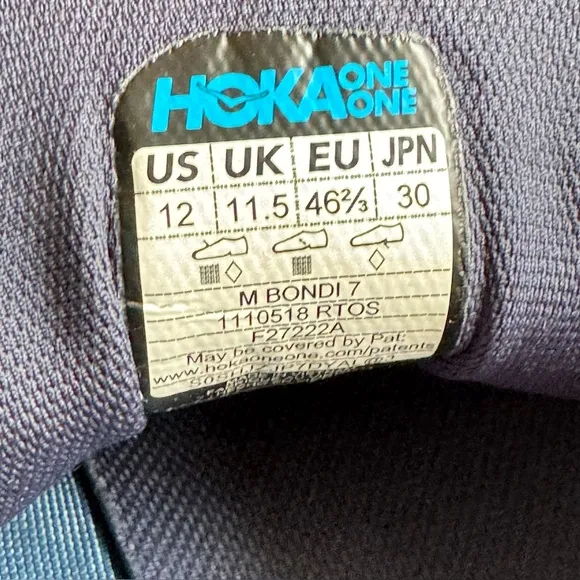 HOKA ONE ONE
US UK EU JPN
12 11.5 46⅔ 30
M BONDI 7
1110518 RTOS
F27222A
May be covered by Pat:
www.hokaoneone.com/patents